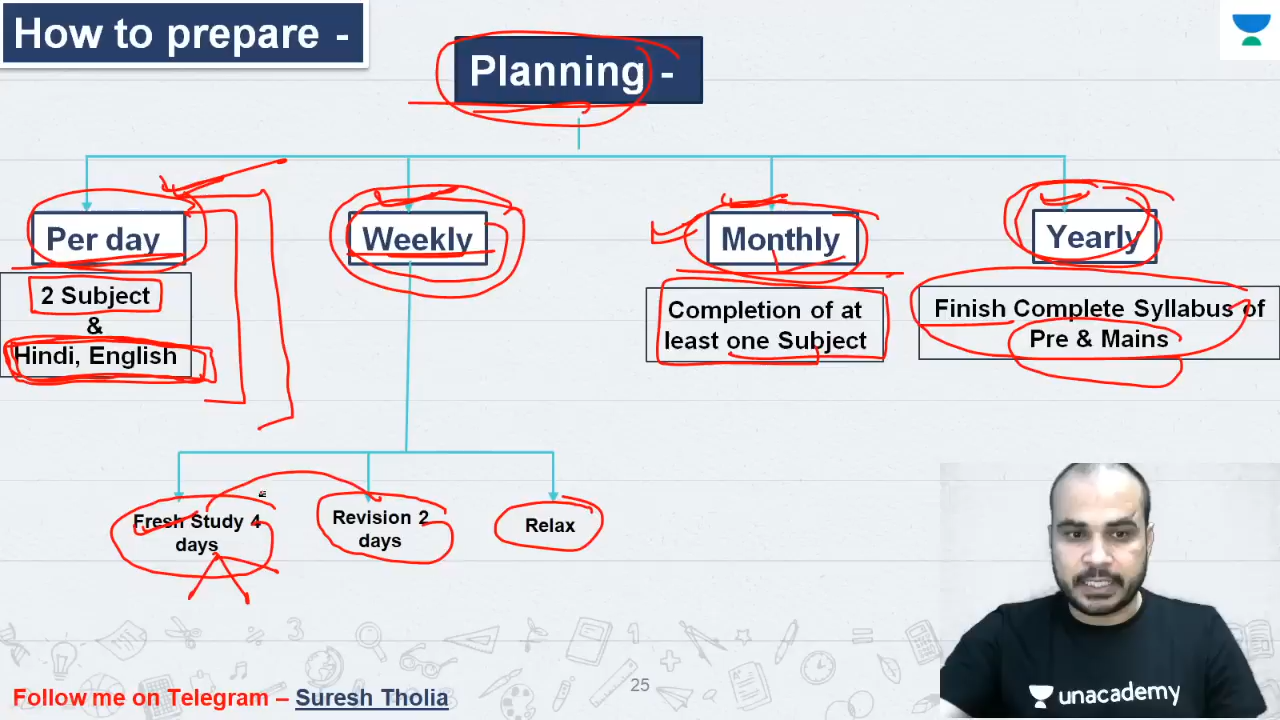 How to prepare -
Planning -
Per day
Weekly
Monthly
Yearly
2 Subject
&
Hindi, English
Completion of at
least one Subject
Finish Complete Syllabus of
Pre & Mains
Fresh Study 4
days
Revision 2
days
Relax
unacademy
Follow me on Telegram – Suresh Tholia
25